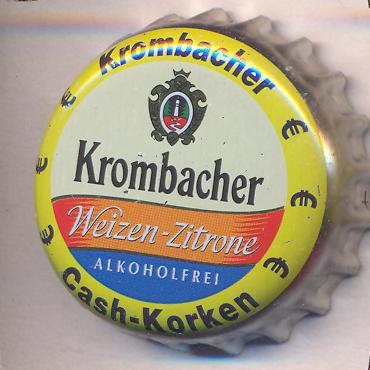 Krombacher
Krombacher
Weizen-Zitrone
ALKOHOLFREI
€ € € € € €
Cash-Korken